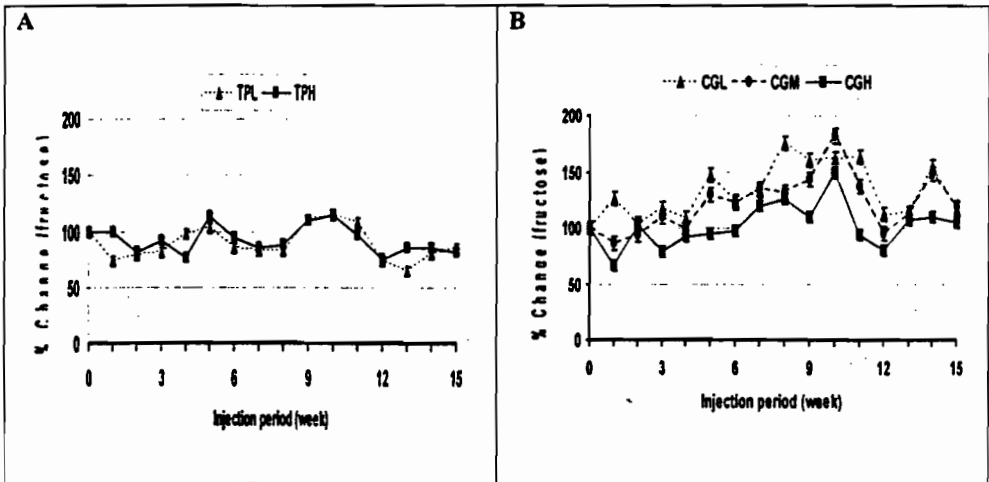 A
TPL TPH
% Change (fructose)
200
150
100
50
0
0 3 6 9 12 15
Injection period (week)
B
CGL CGM CGH
% Change (fructose)
200
150
100
50
0
0 3 6 9 12 15
Injection period (week)